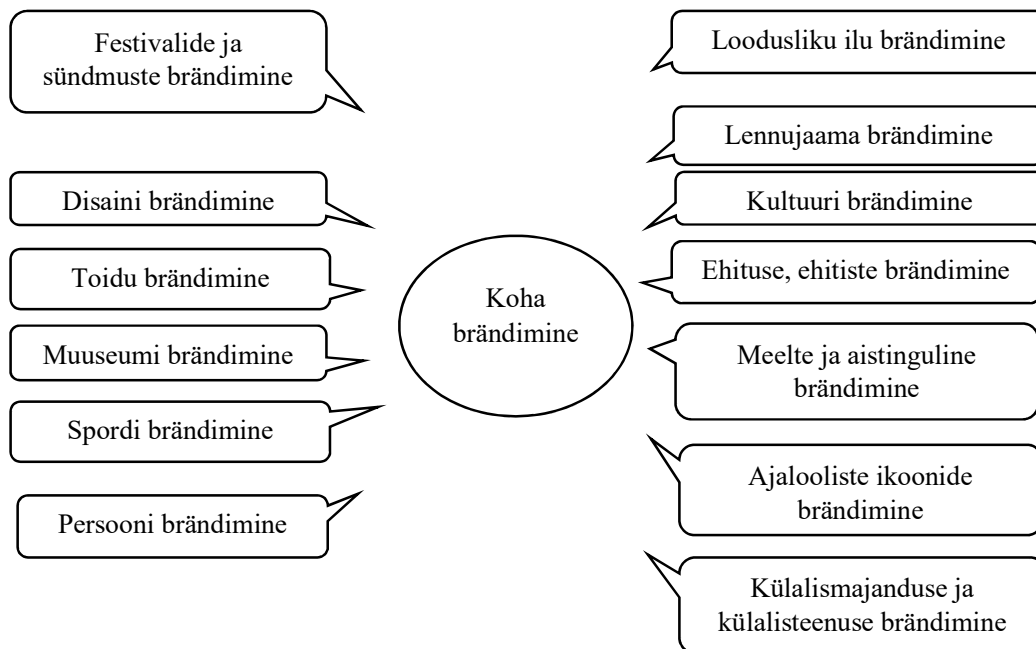 Festivalide ja
sündmuste brändimine
Disaini brändimine
Toidu brändimine
Muuseumi brändimine
Spordi brändimine
Persooni brändimine
Koha
brändimine
Loodusliku ilu brändimine
Lennujaama brändimine
Kultuuri brändimine
Ehituse, ehitiste brändimine
Meelte ja aistinguline
brändimine
Ajalooliste ikoonide
brändimine
Külalismajanduse ja
külalisteenuse brändimine